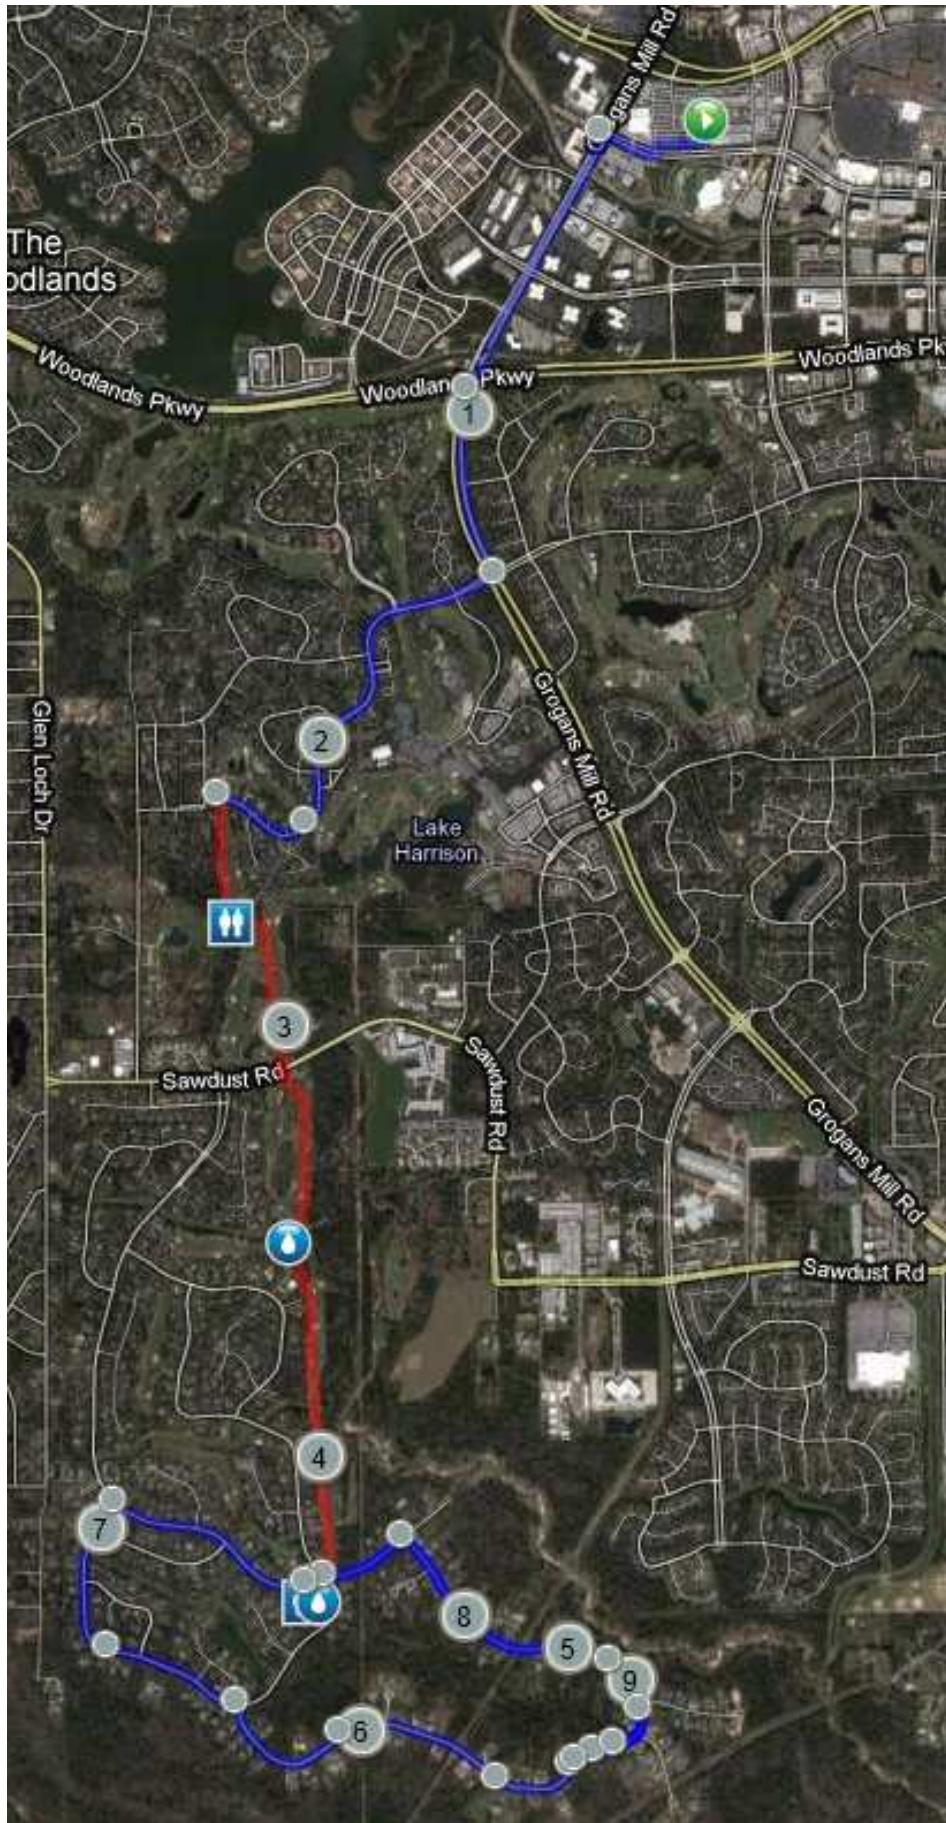 ogans Mill Rd
The
odlands
Woodlands Pkwy
Woodlan Pkwy
Woodlands Pk
1
2
Grogans Mill Rd
Glen Loch Dr
Lake
Harrison
3
Sawdust Rd
Sawdust Rd
Grogans Mill Rd
Sawdust Rd
4
7
8
5
9
6